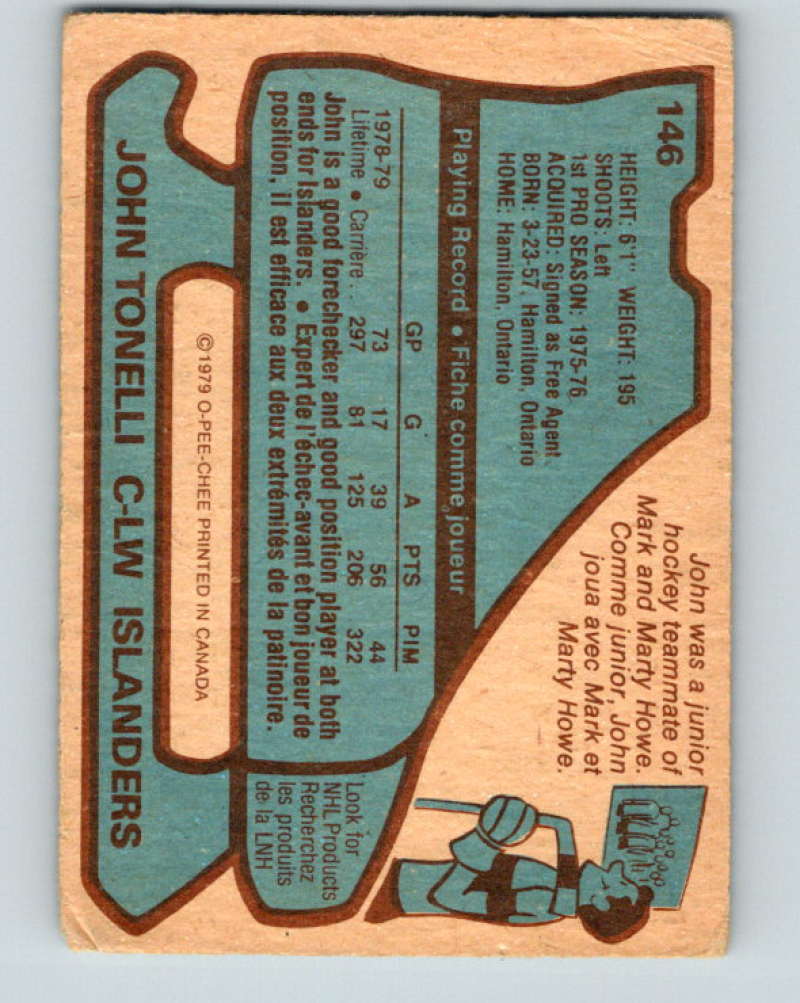 146
HEIGHT: 6'1" WEIGHT: 195
SHOOTS: Left
1st PRO SEASON: 1975-76
ACQUIRED: Signed as Free Agent
BORN: 3-23-57, Hamilton, Ontario
HOME: Hamilton, Ontario
John was a junior
hockey teammate of
Mark and Marty Howe.
Comme junior, John
joua avec Mark et
Marty Howe.
Playing Record • Fiche comme joueur
GP G A PTS PIM
1978-79 73 17 39 56 44
Lifetime • Carrière .. 297 81 125 206 322
John is a good forechecker and good position player at both
ends for Islanders. • Expert de l'échec-avant et bon joueur de
position, il est efficace aux deux extrémités de la patinoire.
Look for
NHL Products
Recherchez
les produits
de la LNH
©1979 O-PEE-CHEE PRINTED IN CANADA
JOHN TONELLI C-LW ISLANDERS